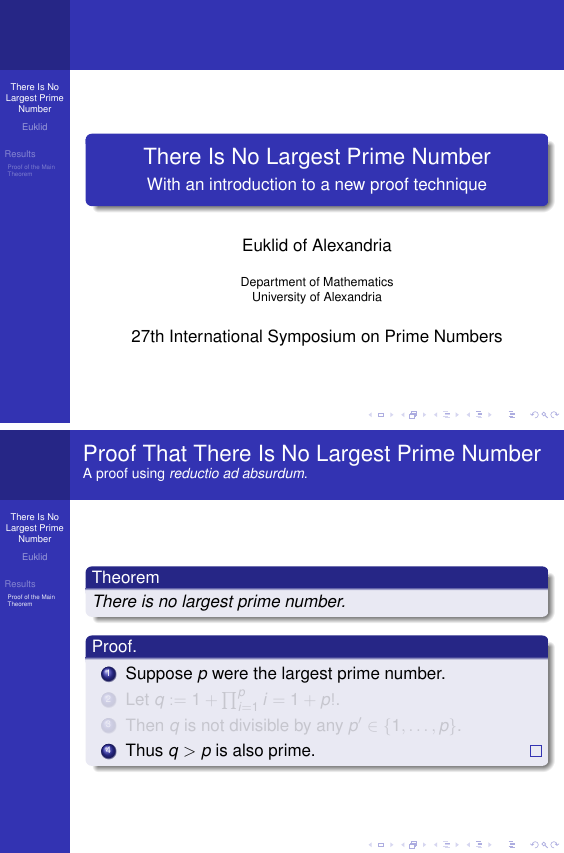 There Is No
Largest Prime
Number
Euklid
Results
Proof of the Main
Theorem
There Is No Largest Prime Number
With an introduction to a new proof technique
Euklid of Alexandria
Department of Mathematics
University of Alexandria
27th International Symposium on Prime Numbers
Proof That There Is No Largest Prime Number
A proof using reductio ad absurdum.
There Is No
Largest Prime
Number
Euklid
Results
Proof of the Main
Theorem
Theorem
There is no largest prime number.
Proof.
1 Suppose p were the largest prime number.
2 Let q := 1 + ∏ᵖᵢ₌₁ i = 1 + p!.
3 Then q is not divisible by any p′ ∈ {1, . . . , p}.
4 Thus q > p is also prime.